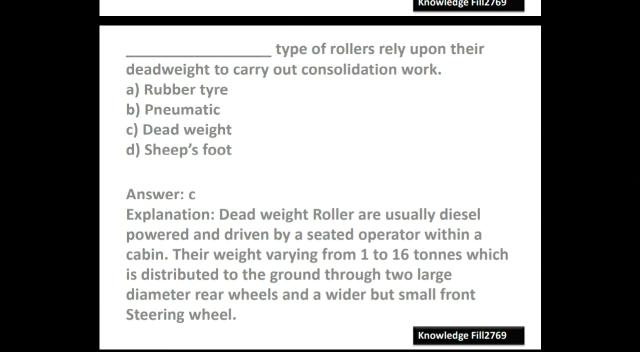 Knowledge Fill2769
_________________ type of rollers rely upon their
deadweight to carry out consolidation work.
a) Rubber tyre
b) Pneumatic
c) Dead weight
d) Sheep's foot
Answer: c
Explanation: Dead weight Roller are usually diesel
powered and driven by a seated operator within a
cabin. Their weight varying from 1 to 16 tonnes which
is distributed to the ground through two large
diameter rear wheels and a wider but small front
Steering wheel.
Knowledge Fill2769